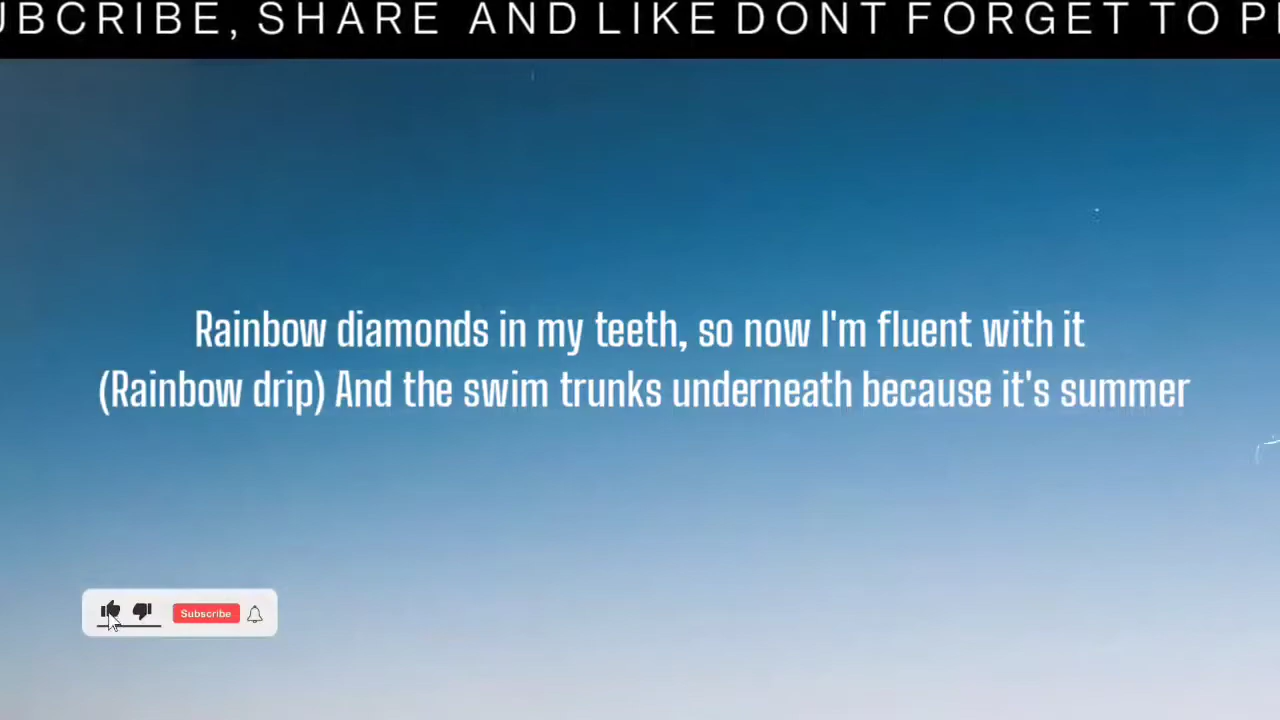 UBCRIBE, SHARE AND LIKE DONT FORGET TO
Rainbow diamonds in my teeth, so now I'm fluent with it
(Rainbow drip) And the swim trunks underneath because it's summer
Subscribe